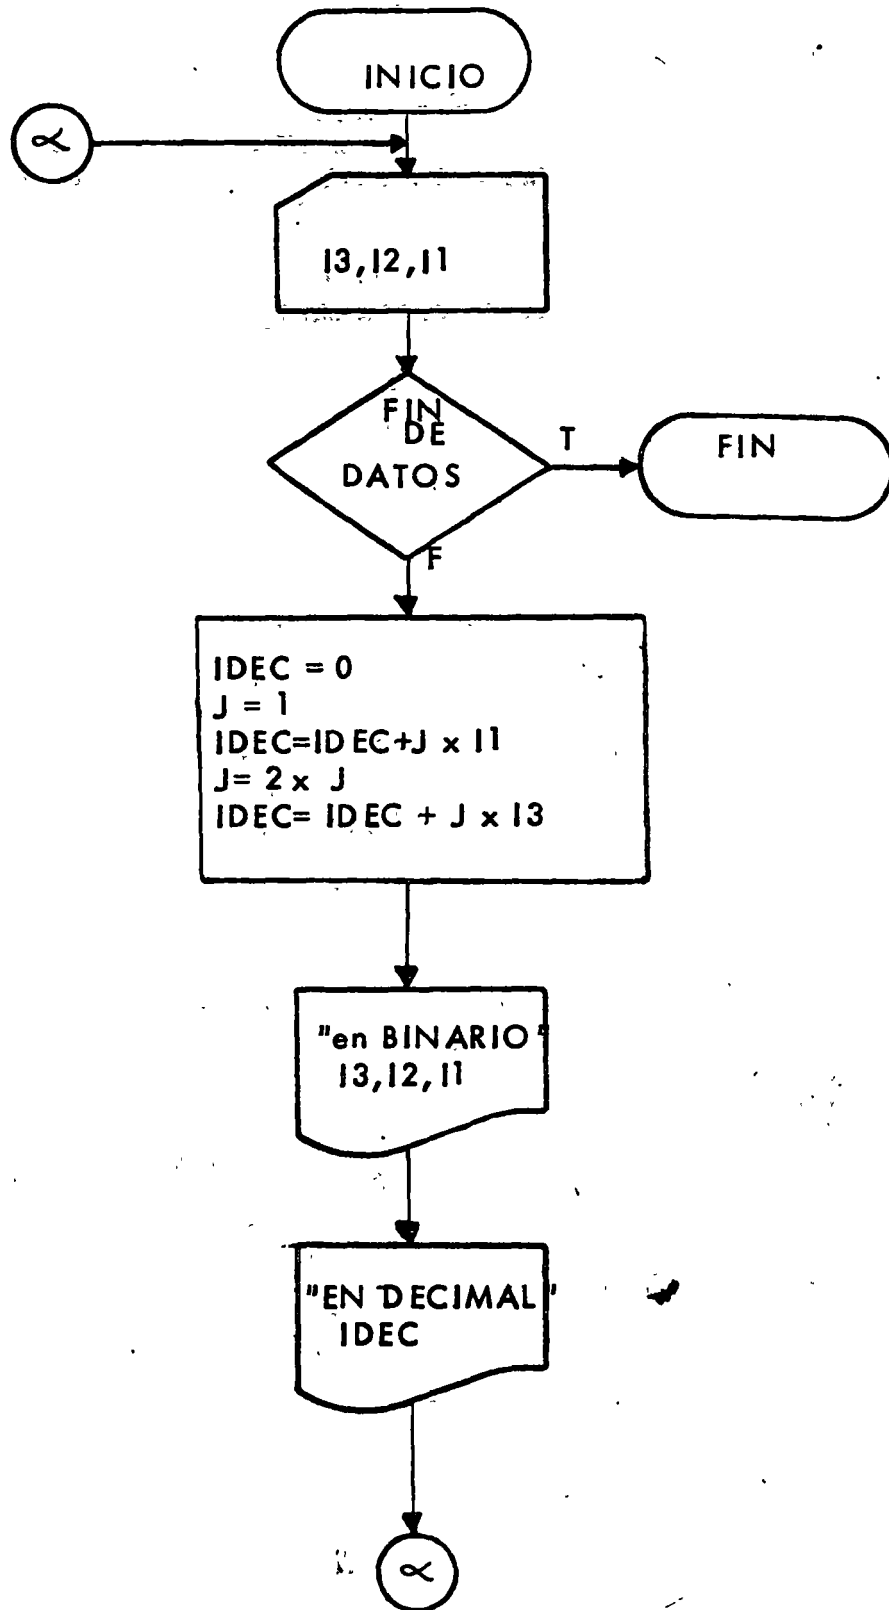 INICIO
∝
I3,I2,I1
FIN
DE
DATOS
T
FIN
F
IDEC = 0
J = 1
IDEC=IDEC+J x I1
J= 2 x J
IDEC= IDEC + J x I3
"en BINARIO"
I3,I2,I1
"EN DECIMAL"
IDEC
∝